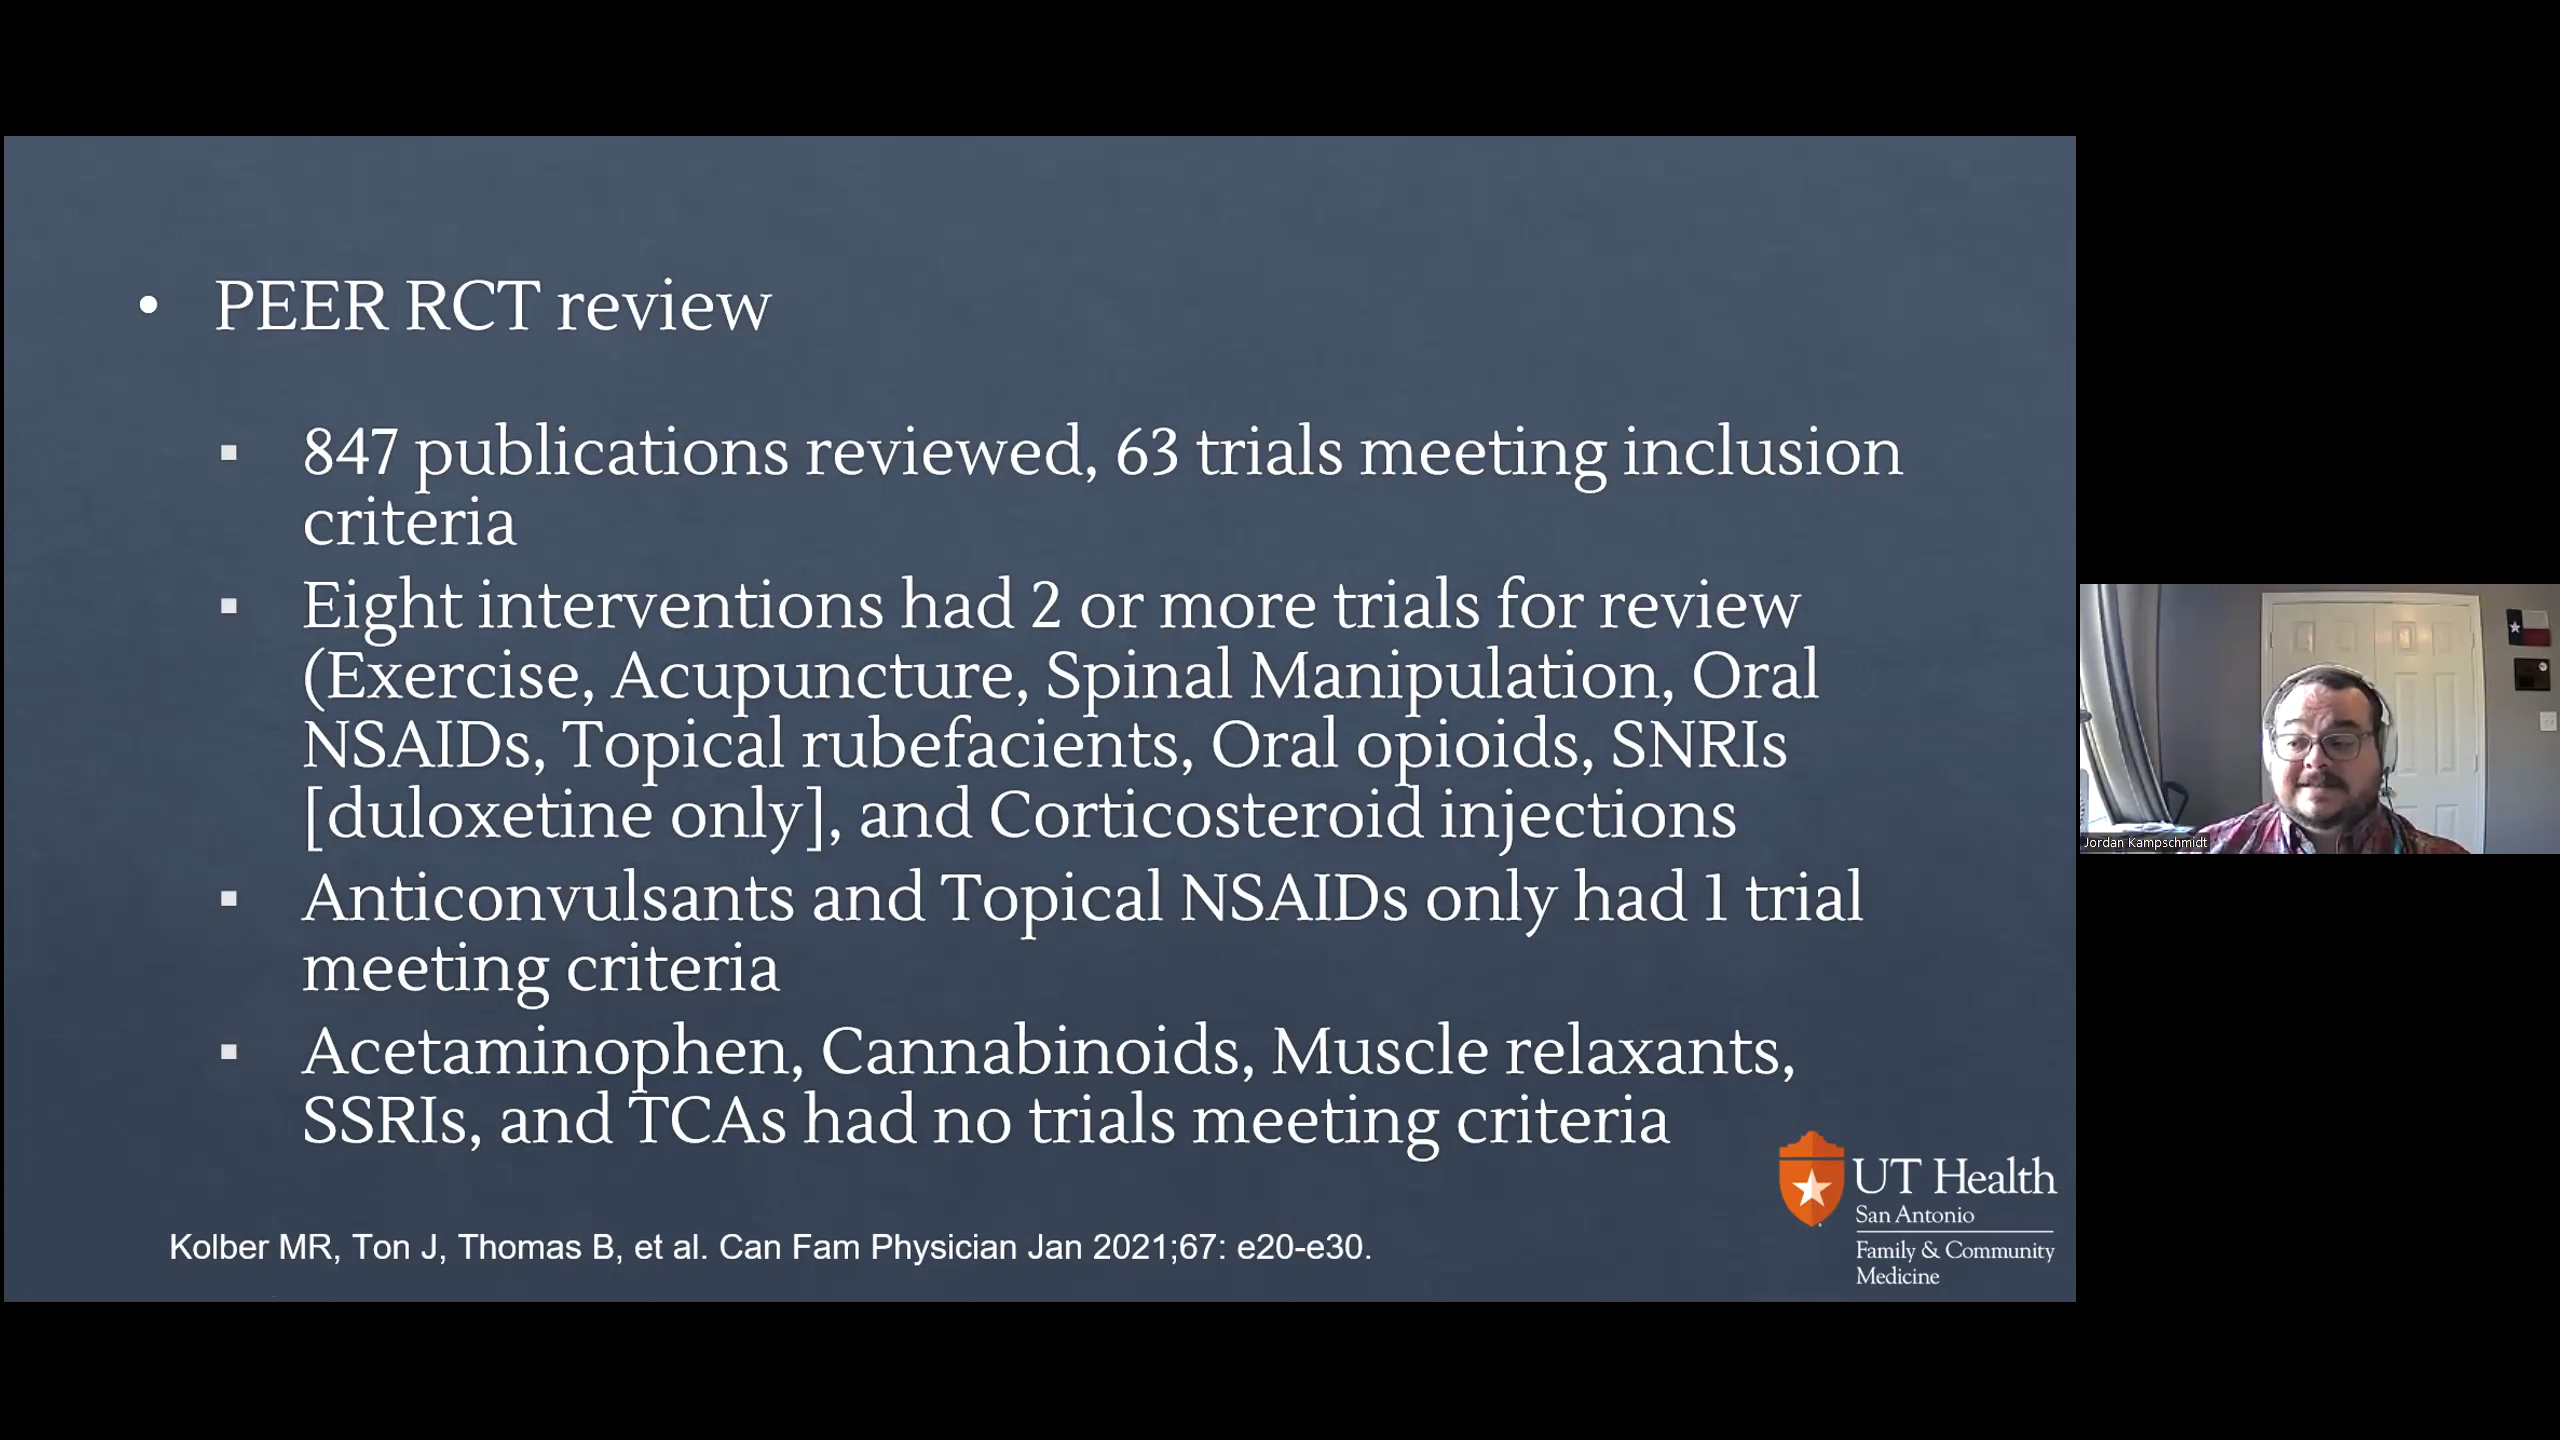 • PEER RCT review
▪ 847 publications reviewed, 63 trials meeting inclusion
criteria
▪ Eight interventions had 2 or more trials for review
(Exercise, Acupuncture, Spinal Manipulation, Oral
NSAIDs, Topical rubefacients, Oral opioids, SNRIs
[duloxetine only], and Corticosteroid injections
▪ Anticonvulsants and Topical NSAIDs only had 1 trial
meeting criteria
▪ Acetaminophen, Cannabinoids, Muscle relaxants,
SSRIs, and TCAs had no trials meeting criteria
Kolber MR, Ton J, Thomas B, et al. Can Fam Physician Jan 2021;67: e20-e30.
UT Health
San Antonio
Family & Community
Medicine
Jordan Kampschmidt